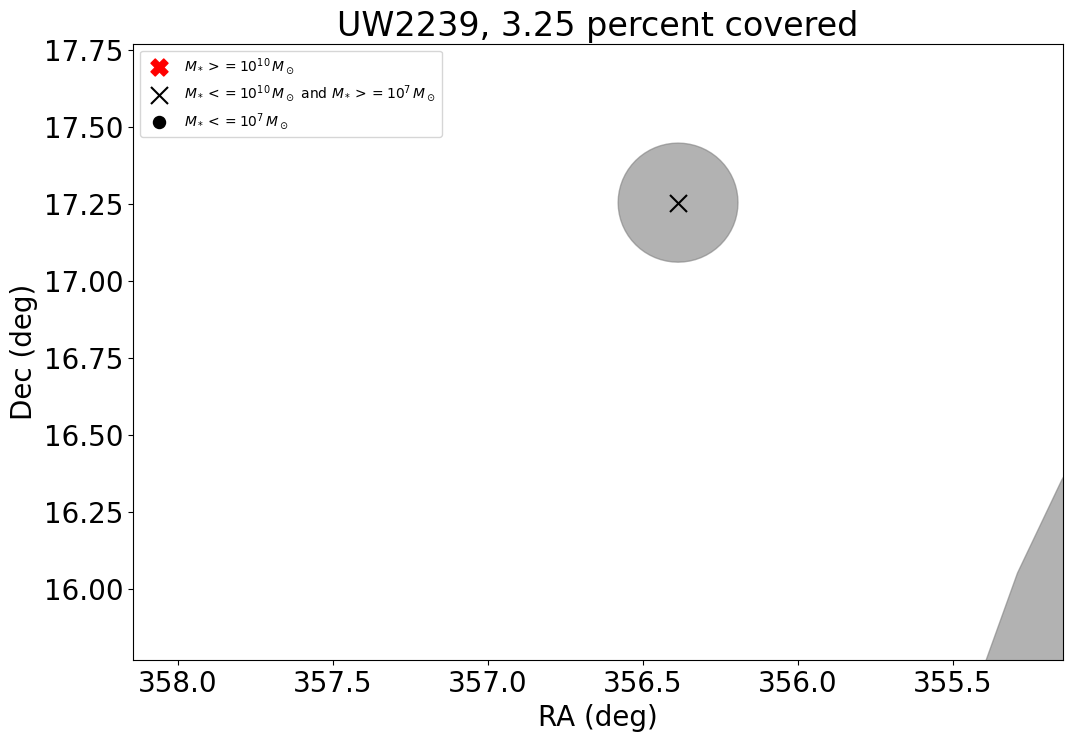 UW2239, 3.25 percent covered
M* >= 10^10 M⊙
M* <= 10^10 M⊙ and M* >= 10^7 M⊙
M* <= 10^7 M⊙
17.75
17.50
17.25
17.00
16.75
16.50
16.25
16.00
Dec (deg)
358.0 357.5 357.0 356.5 356.0 355.5
RA (deg)